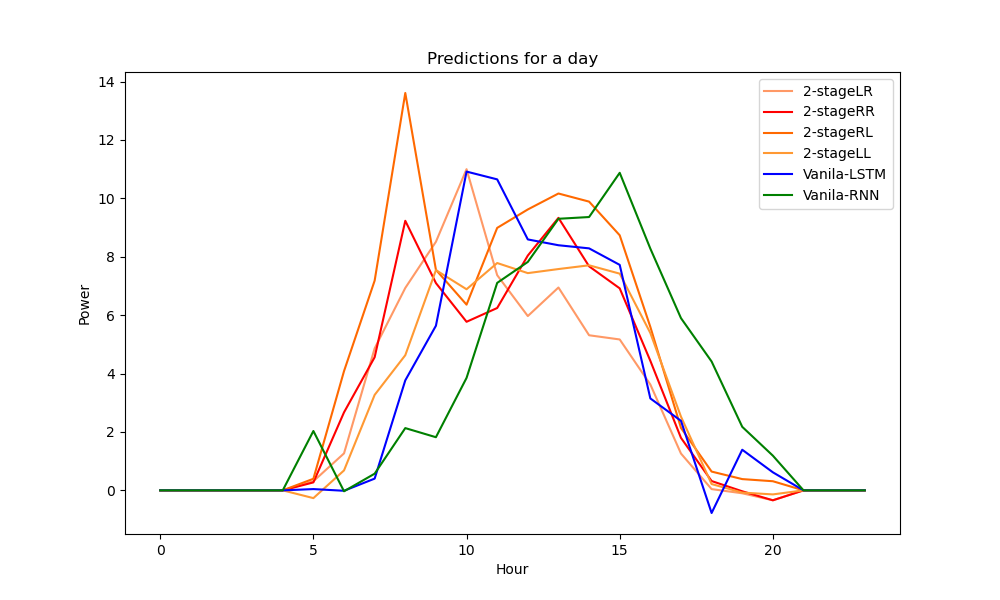 Predictions for a day
14
12
10
8
6
4
2
0
Power
0 5 10 15 20
Hour
2-stageLR
2-stageRR
2-stageRL
2-stageLL
Vanila-LSTM
Vanila-RNN